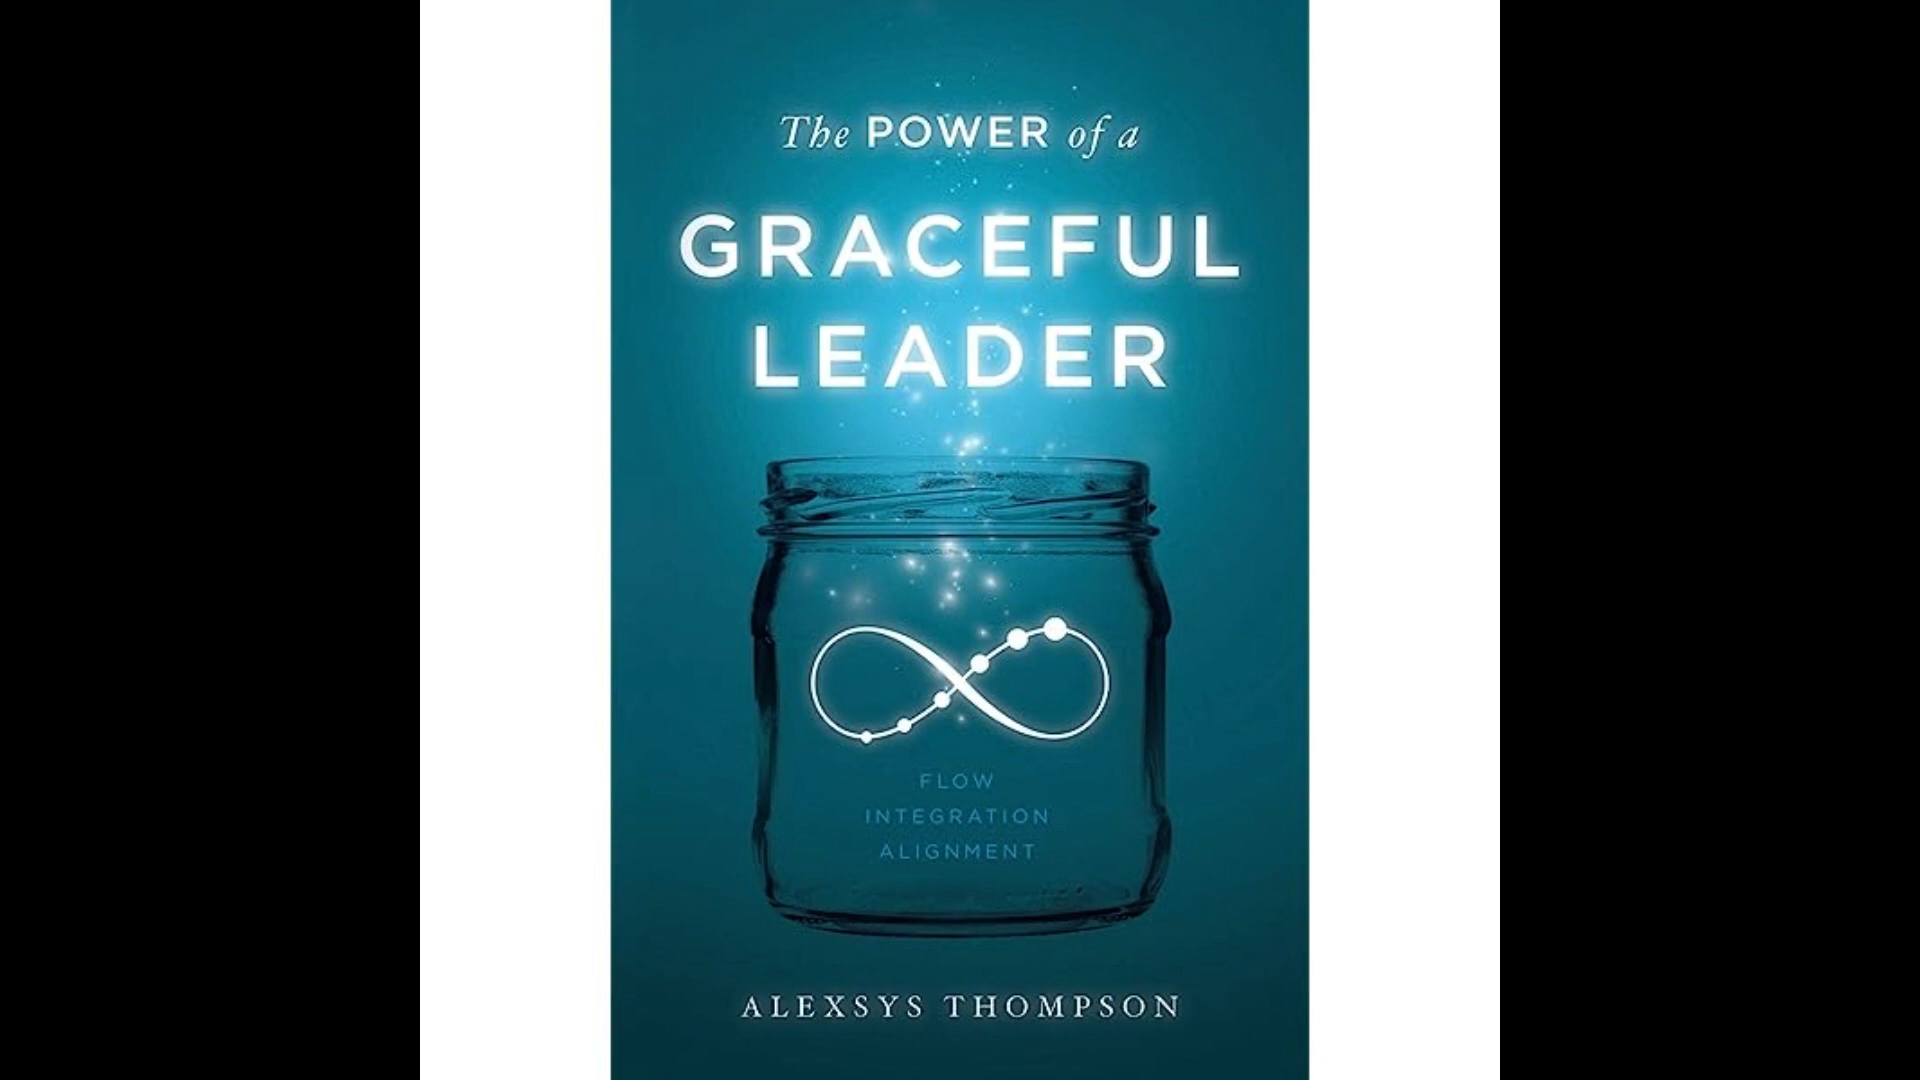 The POWER of a
GRACEFUL
LEADER
FLOW
INTEGRATION
ALIGNMENT
ALEXSYS THOMPSON